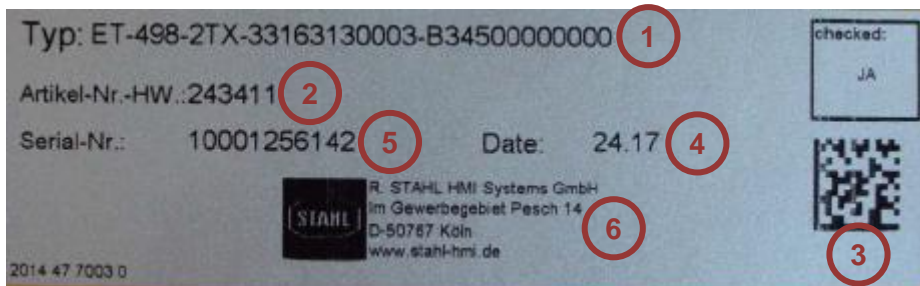 Typ: ET-498-2TX-33163130003-B34500000000 1
checked:
JA
Artikel-Nr.-HW.:243411 2
Serial-Nr.: 10001256142 5 Date: 24.17 4
STAHL
R. STAHL HMI Systems GmbH
Im Gewerbegebiet Pesch 14
D-50767 Köln
www.stahl-hmi.de
6
3
2014 47 7003 0